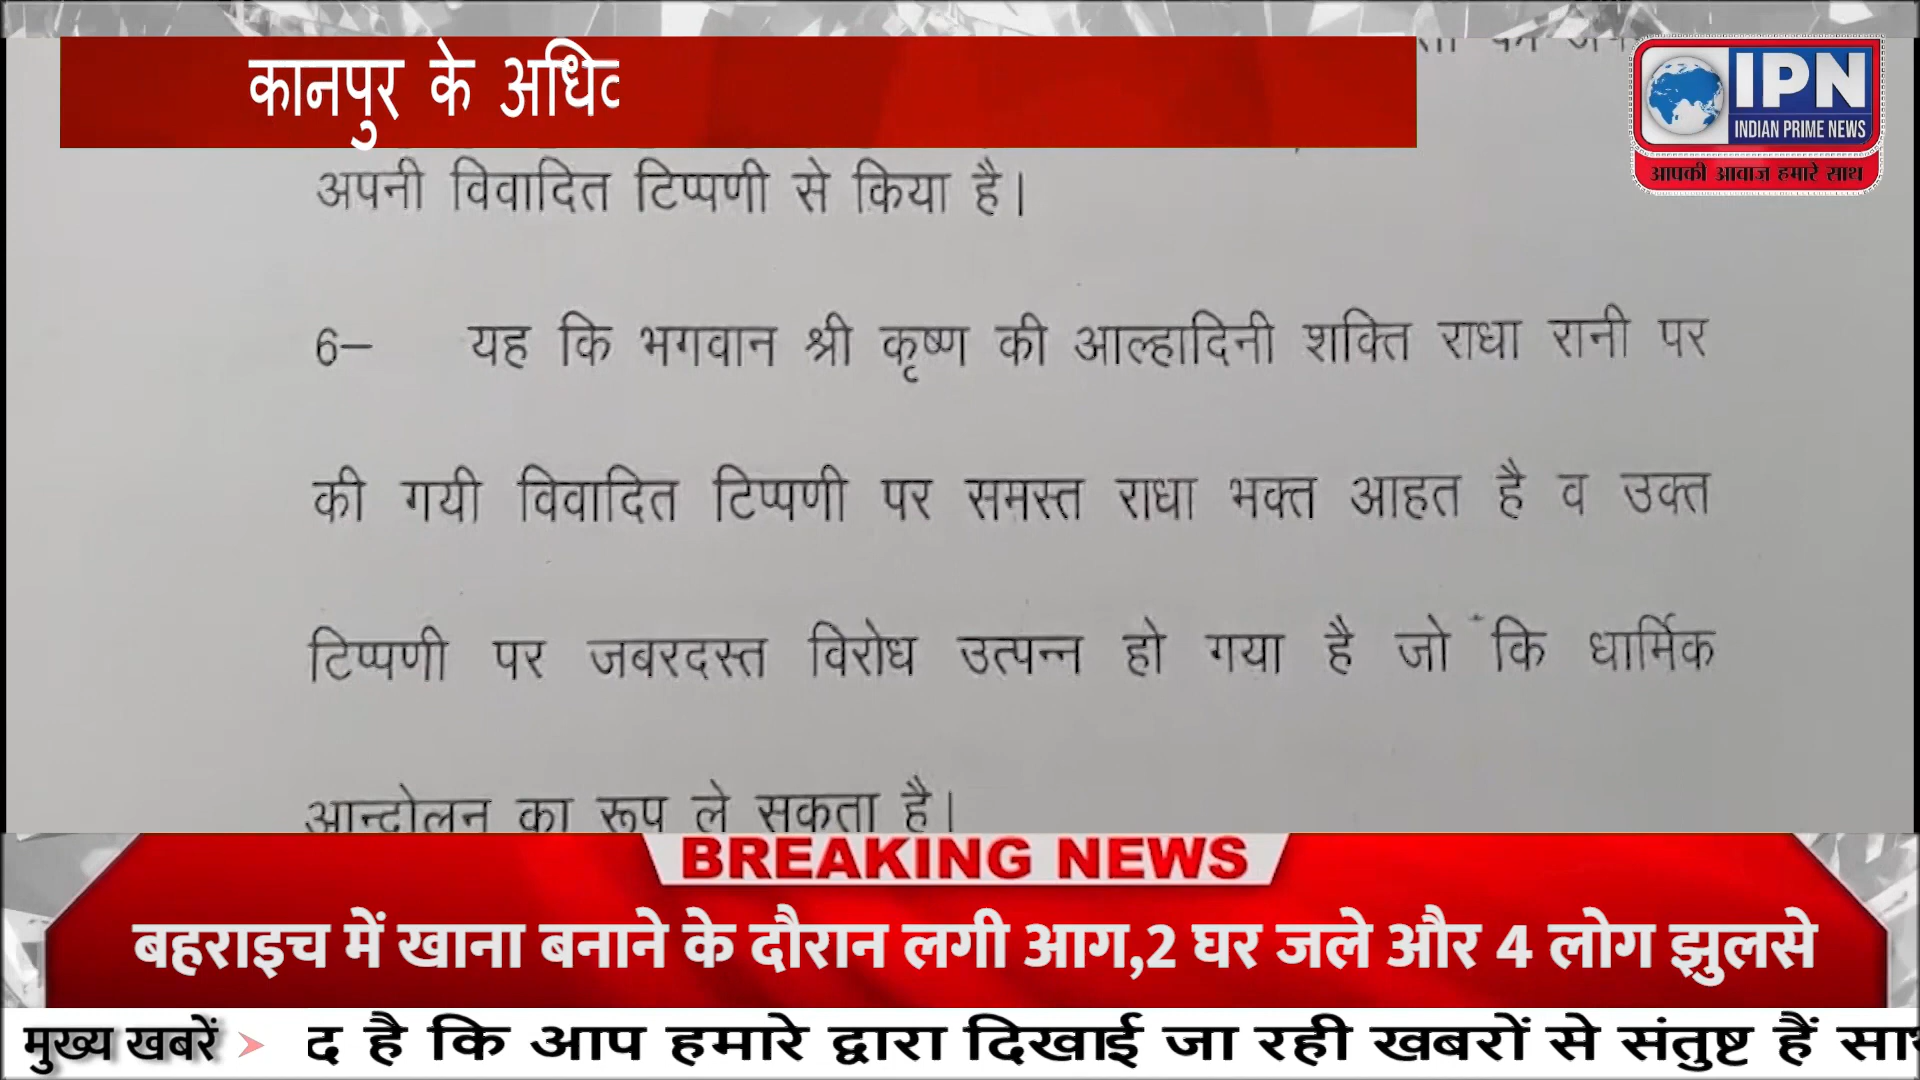 कानपुर के
IPN
INDIAN PRIME NEWS
आपकी आवाज़ हमारे साथ
अपनी विवादित टिप्पणी से किया है।
6– यह कि भगवान श्री कृष्ण की आल्हादिनी शक्ति राधा रानी पर
की गयी विवादित टिप्पणी पर समस्त राधा भक्त आहत है व उक्त
टिप्पणी पर जबरदस्त विरोध उत्पन्न हो गया है जो कि धार्मिक
आन्दोलन का रूप ले सकता है।
BREAKING NEWS
बहराइच में खाना बनाने के दौरान लगी आग,2 घर जले और 4 लोग झुलसे
मुख्य खबरें
द है कि आप हमारे द्वारा दिखाई जा रही खबरों से संतुष्ट हैं